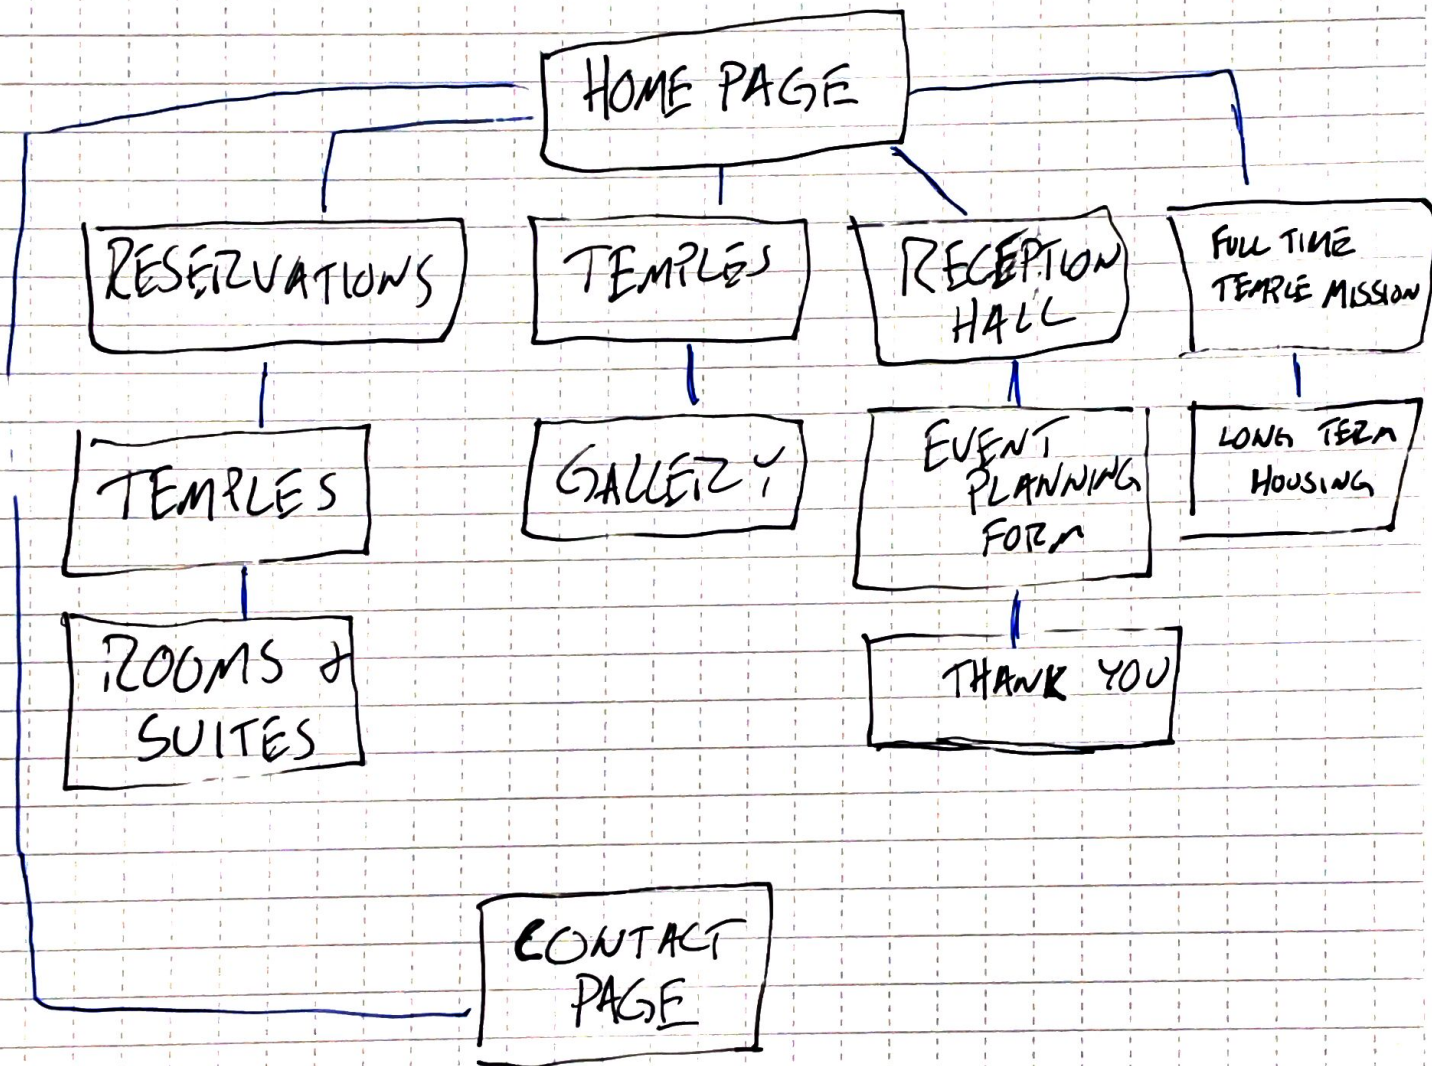 HOME PAGE
RESERVATIONS
TEMPLES
RECEPTION
HALL
FULL TIME
TEMPLE MISSION
TEMPLES
GALLERY
EVENT
PLANNING
FORM
LONG TERM
HOUSING
ROOMS &
SUITES
THANK YOU
CONTACT
PAGE